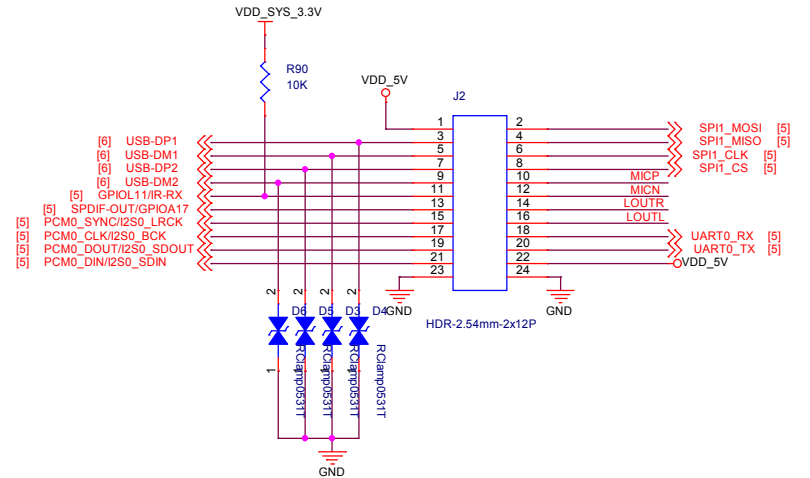 VDD_SYS_3.3V
R90
10K
VDD_5V
J2
1 2
3 4
5 6
7 8
9 10
11 12
13 14
15 16
17 18
19 20
21 22
23 24
[6] USB-DP1
[6] USB-DM1
[6] USB-DP2
[6] USB-DM2
[5] GPIOL11/IR-RX
[5] SPDIF-OUT/GPIOA17
[5] PCM0_SYNC/I2S0_LRCK
[5] PCM0_CLK/I2S0_BCK
[5] PCM0_DOUT/I2S0_SDOUT
[5] PCM0_DIN/I2S0_SDIN
SPI1_MOSI [5]
SPI1_MISO [5]
SPI1_CLK [5]
SPI1_CS [5]
MICP
MICN
LOUTR
LOUTL
UART0_RX [5]
UART0_TX [5]
VDD_5V
GND
GND
HDR-2.54mm-2x12P
2 2 2 2
D6 D5 D3 D4
1 1 1 1
RClamp0531T
RClamp0531T
RClamp0531T
RClamp0531T
GND